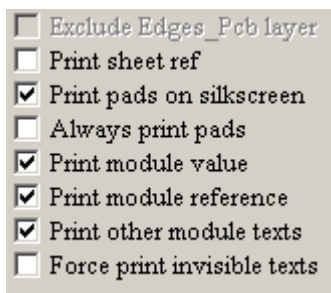 Exclude Edges_Pcb layer
Print sheet ref
Print pads on silkscreen
Always print pads
Print module value
Print module reference
Print other module texts
Force print invisible texts